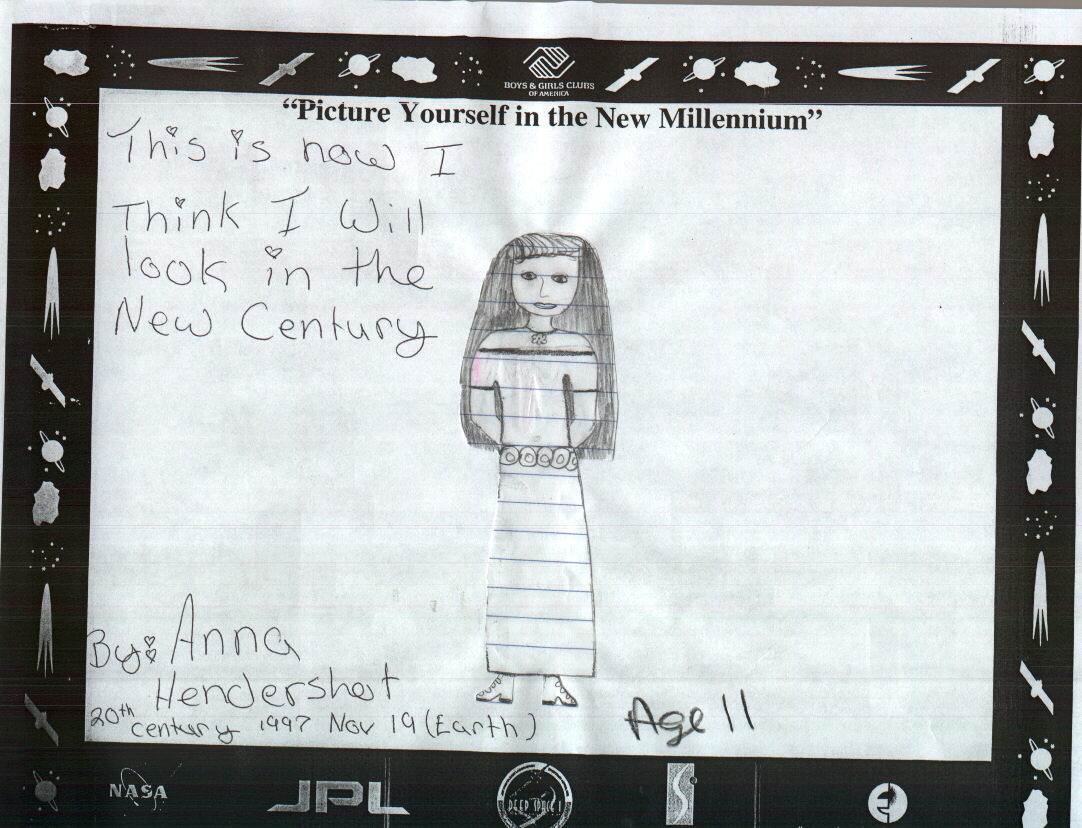 BOYS & GIRLS CLUBS
OF AMERICA
“Picture Yourself in the New Millennium”
This is how I
Think I Will
look in the
New Century
By: Anna
Hendershot
20th century 1997 Nov 19 (Earth)
Age 11
NASA
JPL
DEEP SPACE 1